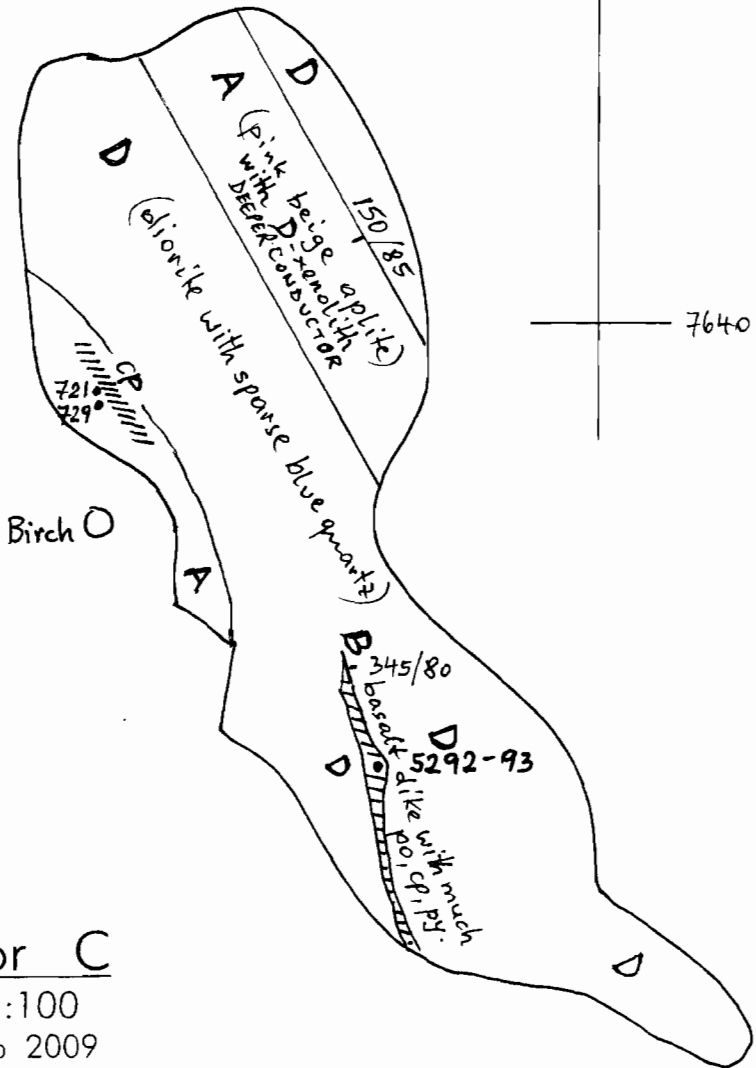 D
A (pink beige aplite)
with D-xenolith
DEEPER CONDUCTOR
150/85
7640
D
(diorite with sparse blue quartz)
CP
721
729
Birch
A
B
345/80
basalt dike with much
po, cp, py.
D
D
5292-93
D
or C
:100
2009